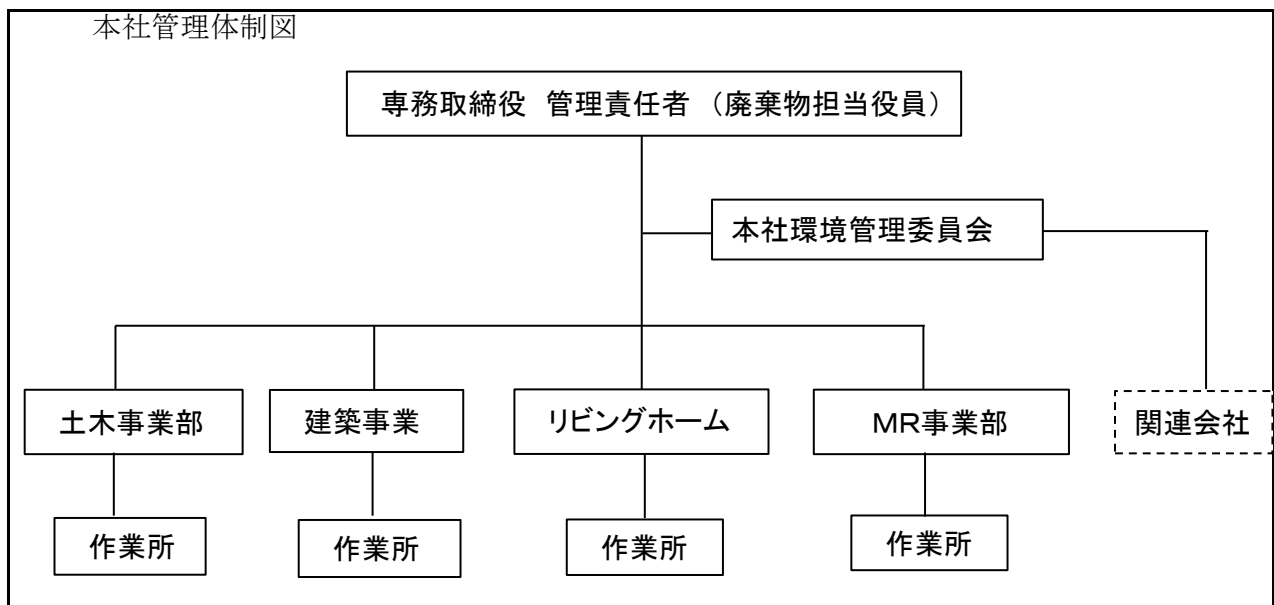 本社管理体制図
専務取締役 管理責任者 （廃棄物担当役員）
本社環境管理委員会
土木事業部
建築事業
リビングホーム
ＭＲ事業部
関連会社
作業所
作業所
作業所
作業所